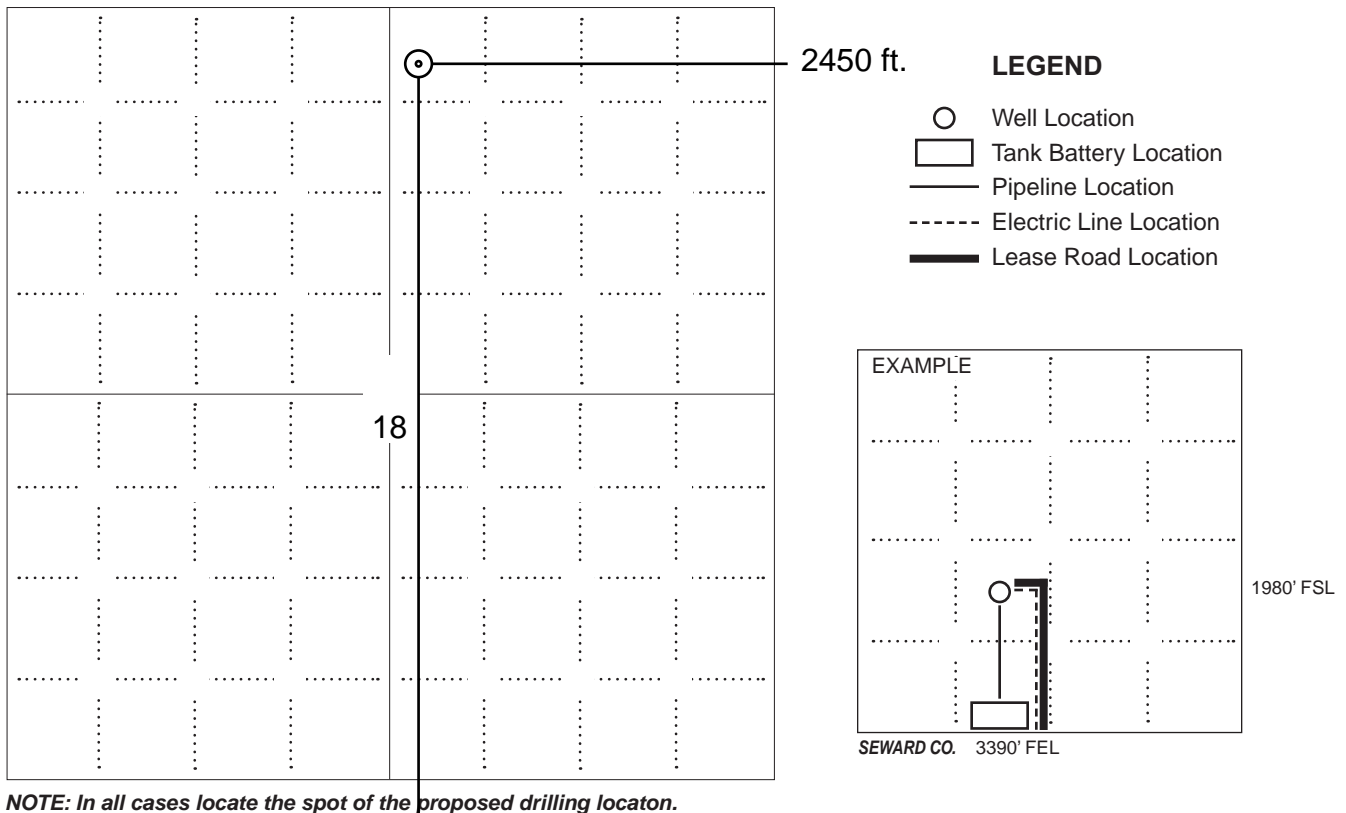 2450 ft.
LEGEND
Well Location
Tank Battery Location
Pipeline Location
Electric Line Location
Lease Road Location
EXAMPLE
18
1980' FSL
SEWARD CO. 3390' FEL
NOTE: In all cases locate the spot of the proposed drilling locaton.